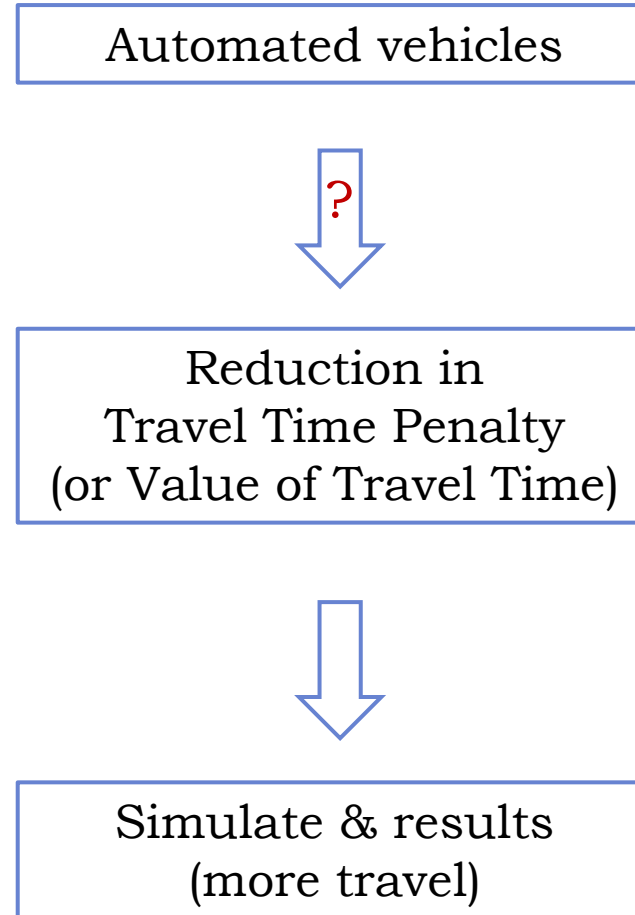 Automated vehicles
?
Reduction in
Travel Time Penalty
(or Value of Travel Time)
Simulate & results
(more travel)